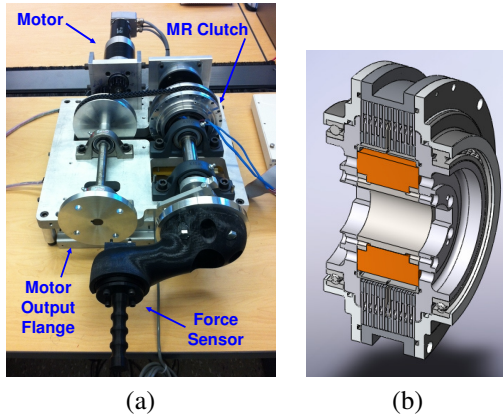 Motor
MR Clutch
Motor
Output
Flange
Force
Sensor
(a)
(b)